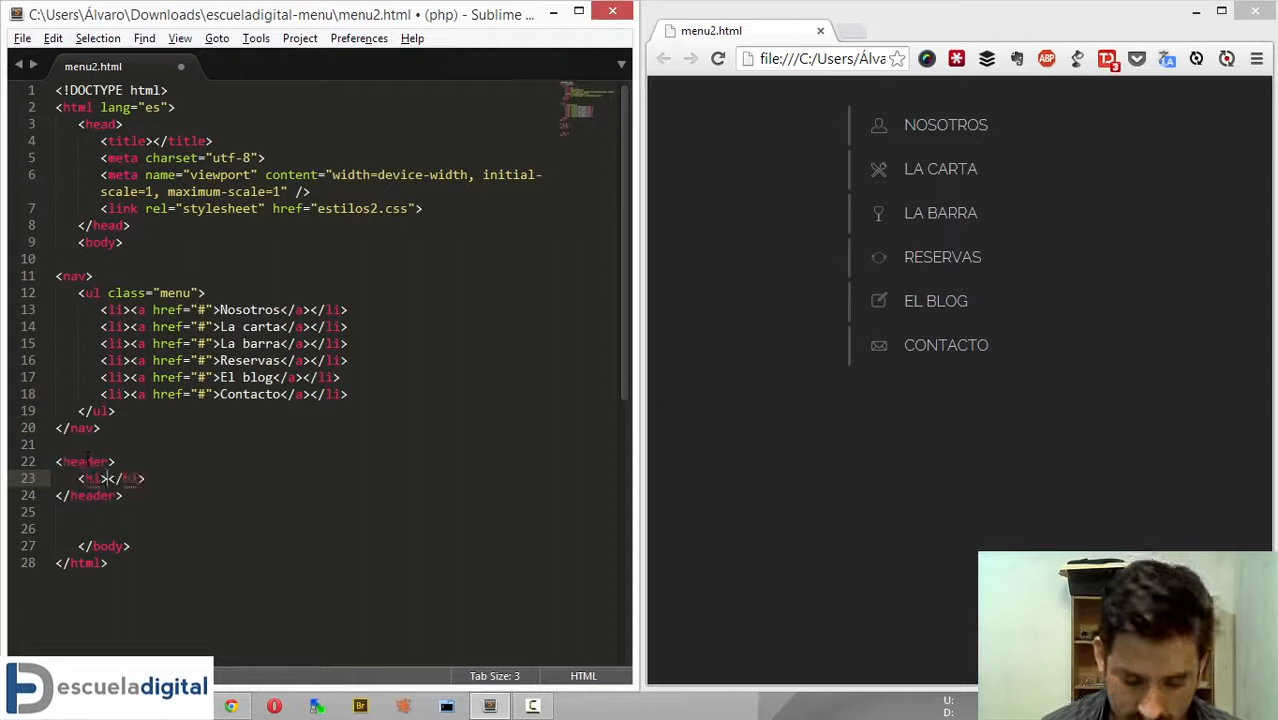 C:\Users\Álvaro\Downloads\escueladigital-menu\menu2.html • (php) - Sublime ...
File Edit Selection Find View Goto Tools Project Preferences Help
menu2.html
1 <!DOCTYPE html>
2 <html lang="es">
3 <head>
4 <title></title>
5 <meta charset="utf-8">
6 <meta name="viewport" content="width=device-width, initial-
scale=1, maximum-scale=1" />
7 <link rel="stylesheet" href="estilos2.css">
8 </head>
9 <body>
10
11 <nav>
12 <ul class="menu">
13 <li><a href="#">Nosotros</a></li>
14 <li><a href="#">La carta</a></li>
15 <li><a href="#">La barra</a></li>
16 <li><a href="#">Reservas</a></li>
17 <li><a href="#">El blog</a></li>
18 <li><a href="#">Contacto</a></li>
19 </ul>
20 </nav>
21
22 <header>
23 <h1></h1>
24 </header>
25
26
27 </body>
28 </html>
Tab Size: 3 HTML
escueladigital
Br
menu2.html
file:///C:/Users/Álva
ABP
3
NOSOTROS
LA CARTA
LA BARRA
RESERVAS
EL BLOG
CONTACTO
U:
D: